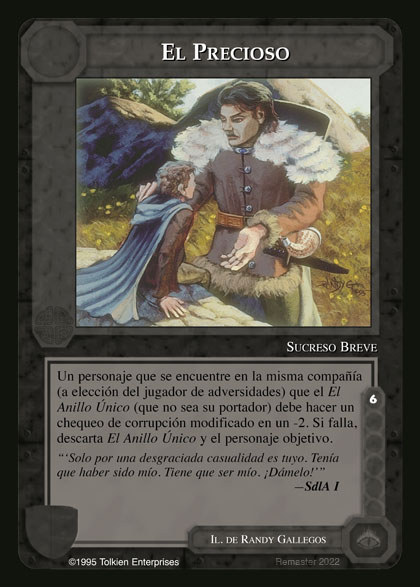 El Precioso
RANDY G
Sucreso Breve
Un personaje que se encuentre en la misma compañía
(a elección del jugador de adversidades) que el El
Anillo Único (que no sea su portador) debe hacer un
chequeo de corrupción modificado en un -2. Si falla,
descarta El Anillo Único y el personaje objetivo.
6
“‘Solo por una desgraciada casualidad es tuyo. Tenía
que haber sido mío. Tiene que ser mío. ¡Dámelo!’”
—SdlA I
Il. de Randy Gallegos
©1995 Tolkien Enterprises
Remaster 2022